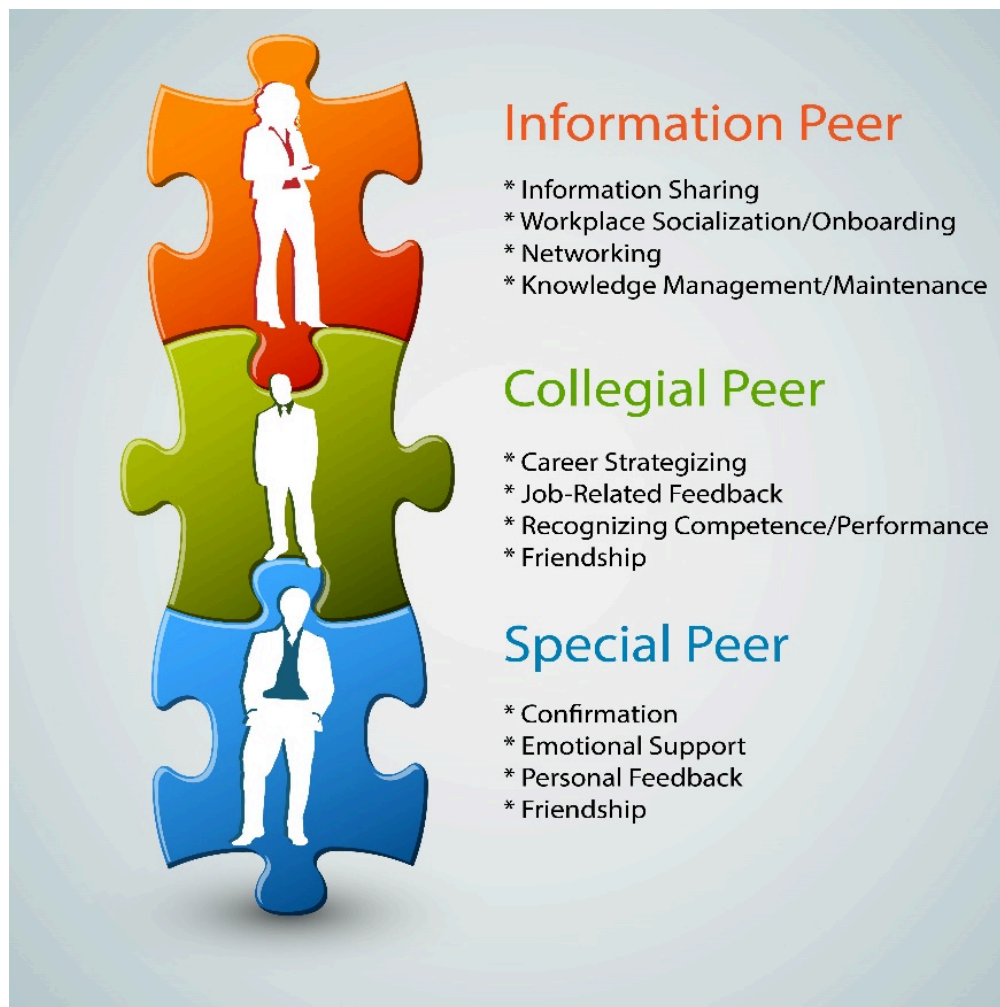 Information Peer
* Information Sharing
* Workplace Socialization/Onboarding
* Networking
* Knowledge Management/Maintenance
Collegial Peer
* Career Strategizing
* Job-Related Feedback
* Recognizing Competence/Performance
* Friendship
Special Peer
* Confirmation
* Emotional Support
* Personal Feedback
* Friendship